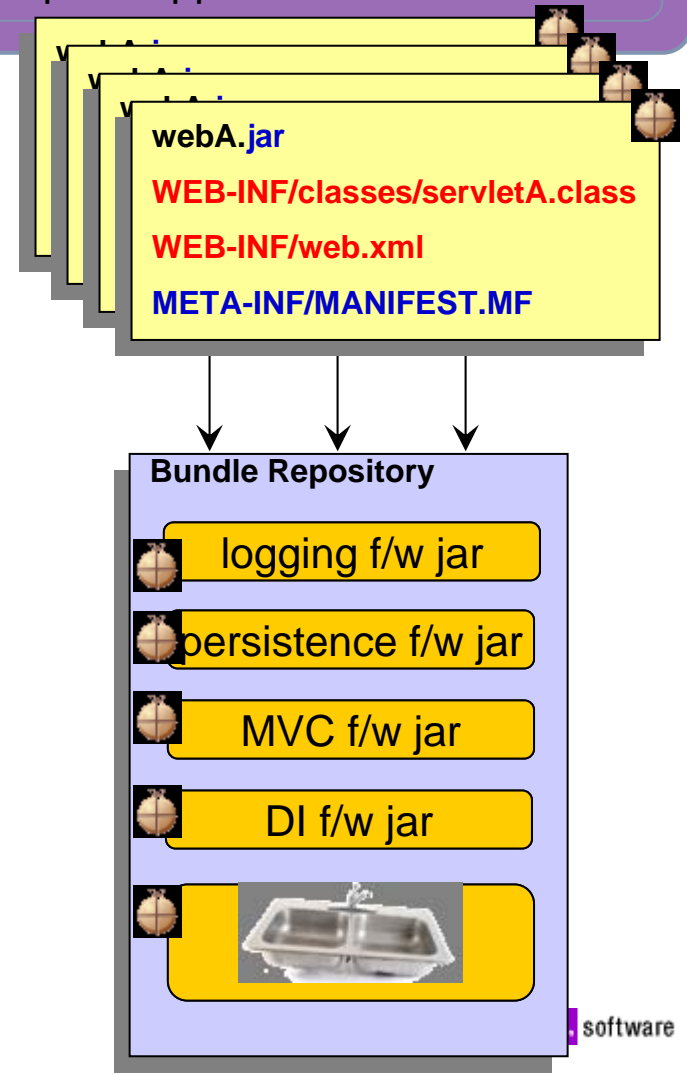 webA.jar
WEB-INF/classes/servletA.class
WEB-INF/web.xml
META-INF/MANIFEST.MF
Bundle Repository
logging f/w jar
persistence f/w jar
MVC f/w jar
DI f/w jar
software